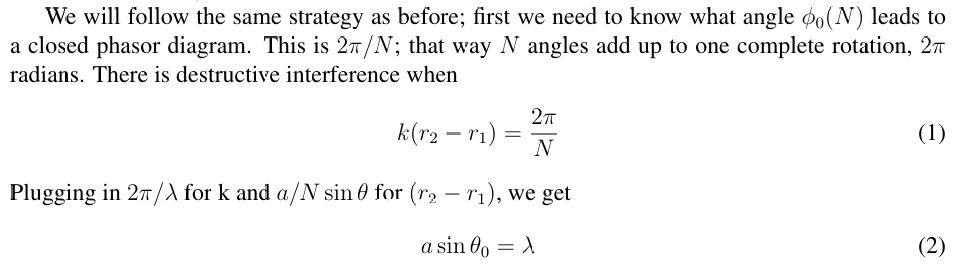 We will follow the same strategy as before; first we need to know what angle ϕ₀(N) leads to
a closed phasor diagram. This is 2π/N; that way N angles add up to one complete rotation, 2π
radians. There is destructive interference when
k(r₂ − r₁) = 2π/N (1)
Plugging in 2π/λ for k and a/N sin θ for (r₂ − r₁), we get
a sin θ₀ = λ (2)